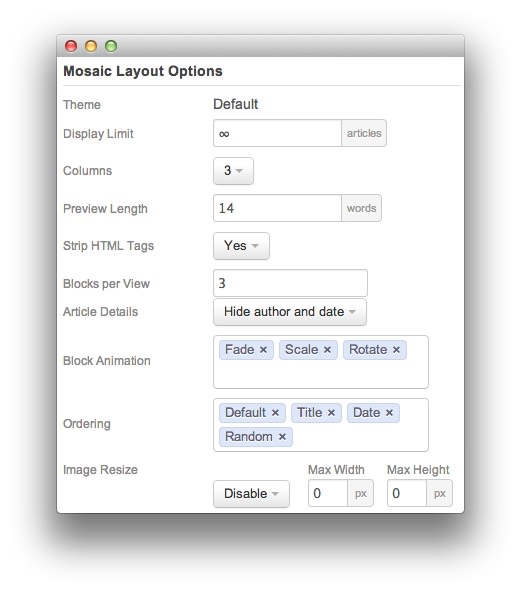 Mosaic Layout Options
Theme Default
Display Limit ∞ articles
Columns 3
Preview Length 14 words
Strip HTML Tags Yes
Blocks per View 3
Article Details Hide author and date
Block Animation Fade × Scale × Rotate ×
Ordering Default × Title × Date ×
Random ×
Image Resize Max Width Max Height
Disable 0 px 0 px